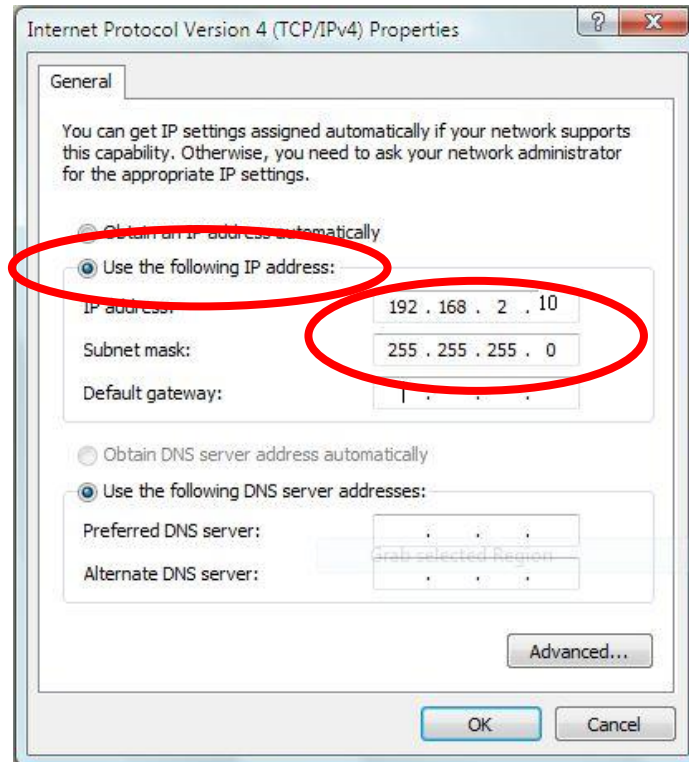 Internet Protocol Version 4 (TCP/IPv4) Properties
?
X
General
You can get IP settings assigned automatically if your network supports
this capability. Otherwise, you need to ask your network administrator
for the appropriate IP settings.
Obtain an IP address automatically
Use the following IP address:
IP address: 192 . 168 . 2 . 10
Subnet mask: 255 . 255 . 255 . 0
Default gateway: . . .
Obtain DNS server address automatically
Use the following DNS server addresses:
Preferred DNS server: . . .
Grab selected Region
Alternate DNS server: . . .
Advanced...
OK Cancel